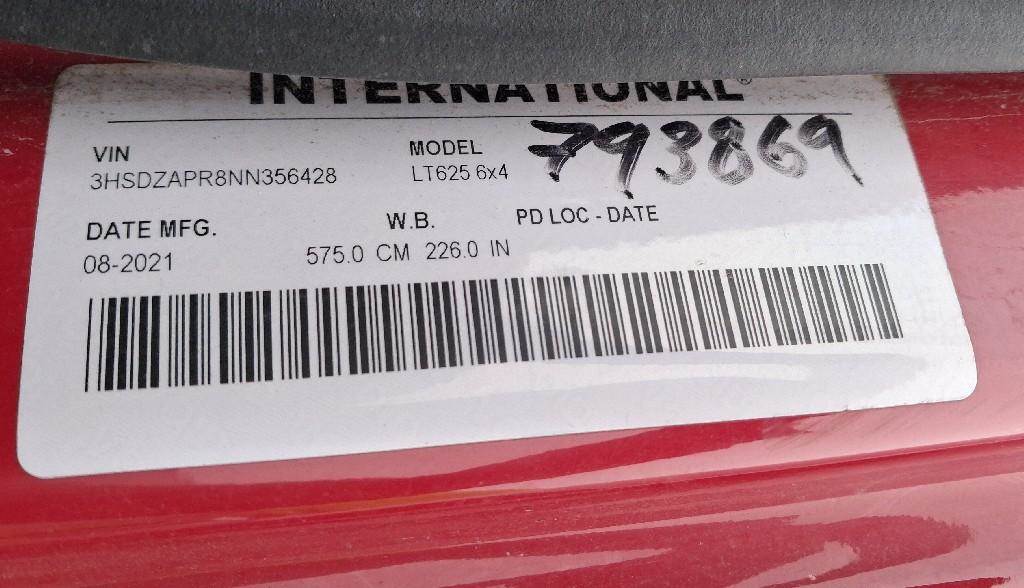 INTERNATIONAL®
VIN
3HSDZAPR8NN356428
MODEL
LT625 6x4
793869
DATE MFG.
08-2021
W.B.
575.0 CM 226.0 IN
PD LOC - DATE